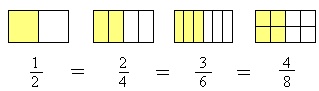 1/2 = 2/4 = 3/6 = 4/8